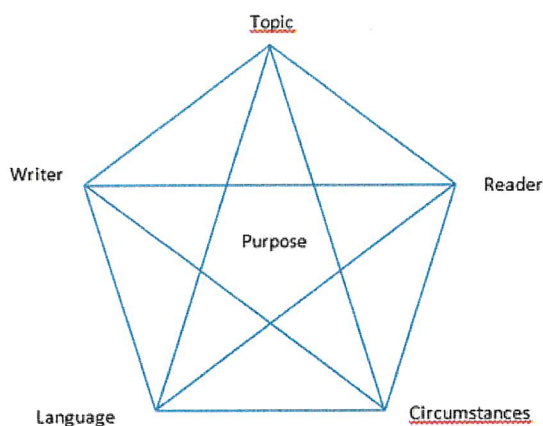 Topic
Writer
Reader
Purpose
Language
Circumstances